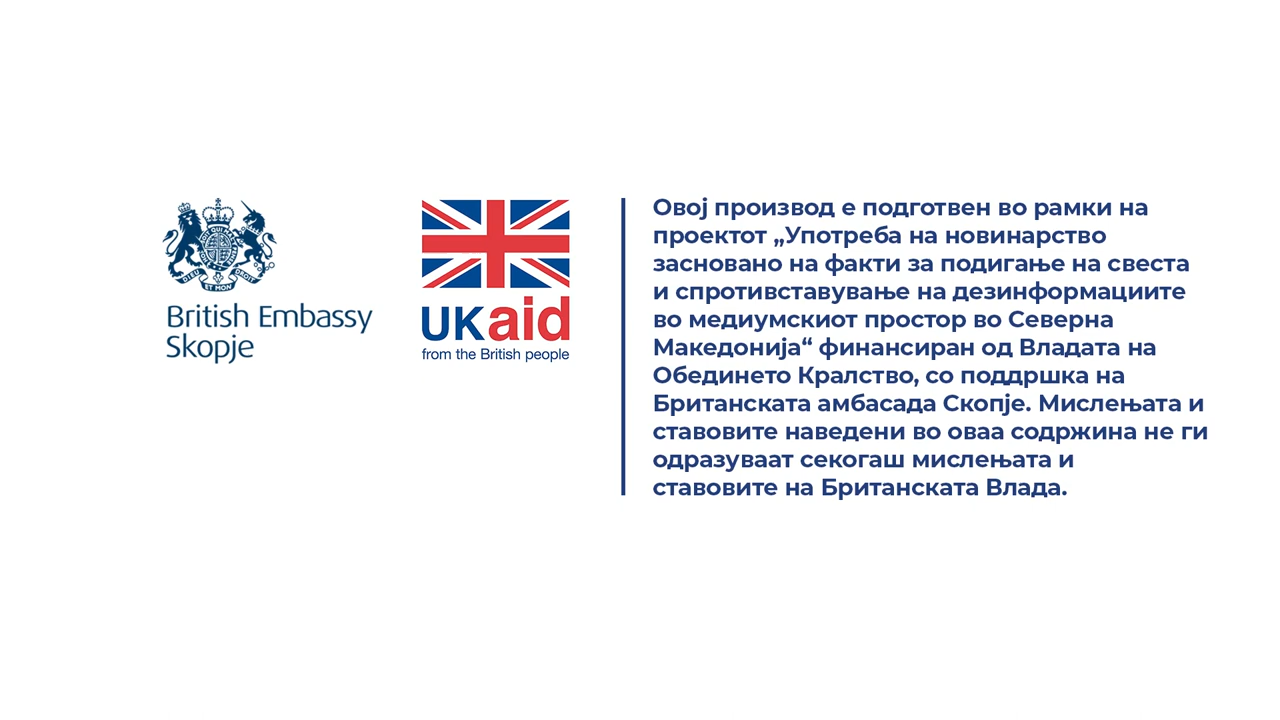 British Embassy
Skopje
UKaid
from the British people
Овој производ е подготвен во рамки на
проектот „Употреба на новинарство
засновано на факти за подигање на свеста
и спротивставување на дезинформациите
во медиумскиот простор во Северна
Македонија“ финансиран од Владата на
Обединето Кралство, со поддршка на
Британската амбасада Скопје. Мислењата и
ставовите наведени во оваа содржина не ги
одразуваат секогаш мислењата и
ставовите на Британската Влада.